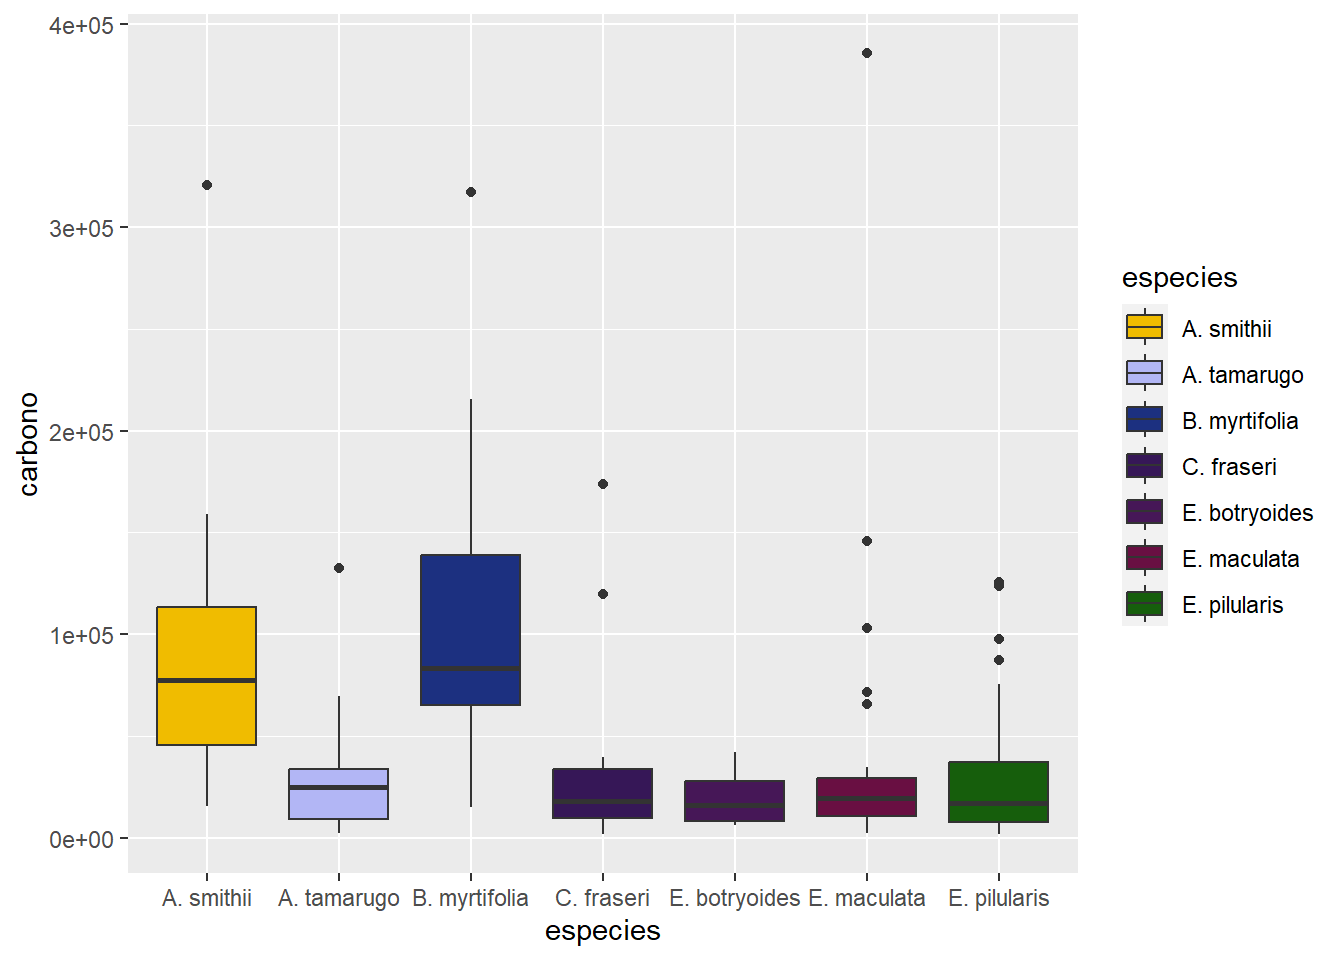 4e+05
3e+05
2e+05
1e+05
0e+00
carbono
A. smithii
A. tamarugo
B. myrtifolia
C. fraseri
E. botryoides
E. maculata
E. pilularis
especies
especies
A. smithii
A. tamarugo
B. myrtifolia
C. fraseri
E. botryoides
E. maculata
E. pilularis